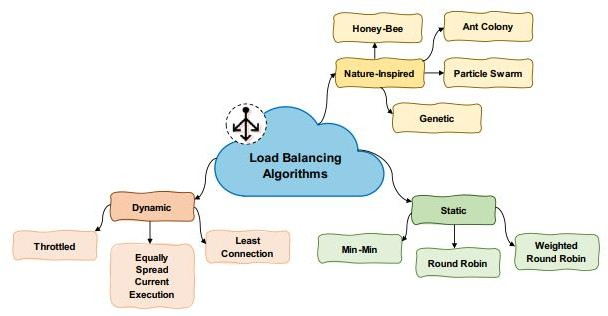 Honey-Bee
Ant Colony
Nature-Inspired
Particle Swarm
Genetic
Load Balancing
Algorithms
Dynamic
Throttled
Equally
Spread
Current
Execution
Least
Connection
Static
Min-Min
Round Robin
Weighted
Round Robin